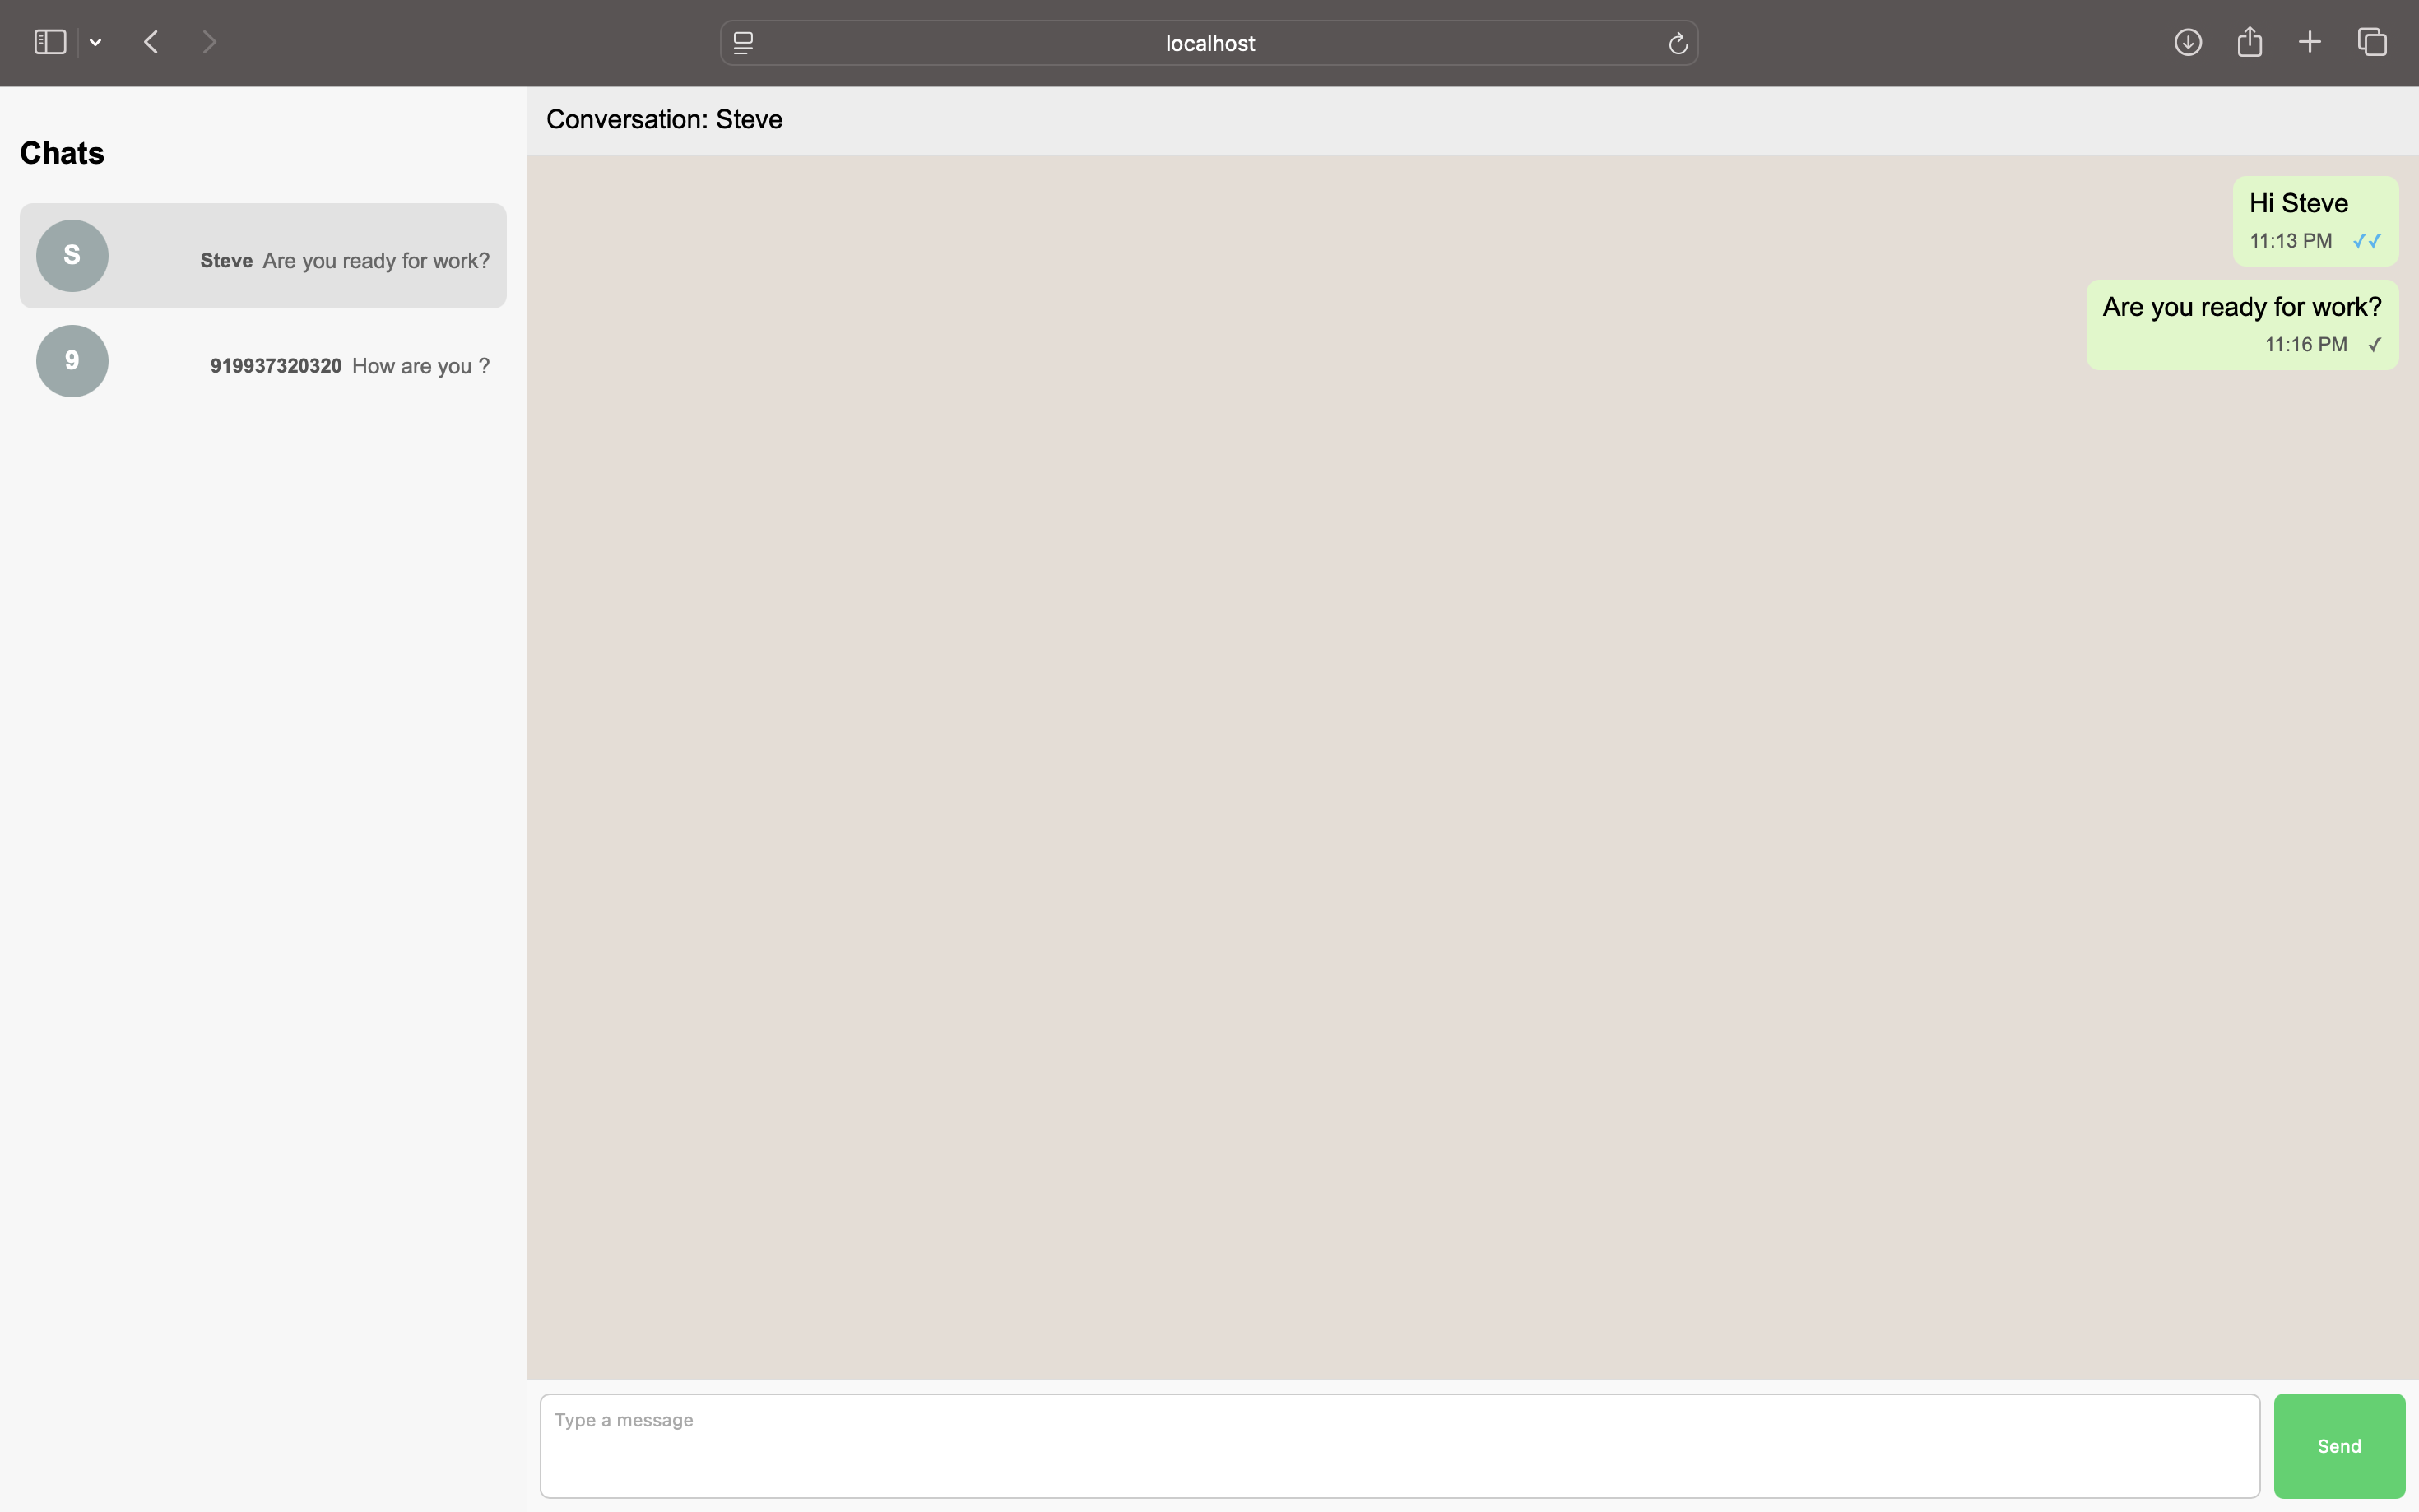 localhost
Chats
S
Steve Are you ready for work?
9
919937320320 How are you ?
Conversation: Steve
Hi Steve
11:13 PM ✓✓
Are you ready for work?
11:16 PM ✓
Type a message
Send